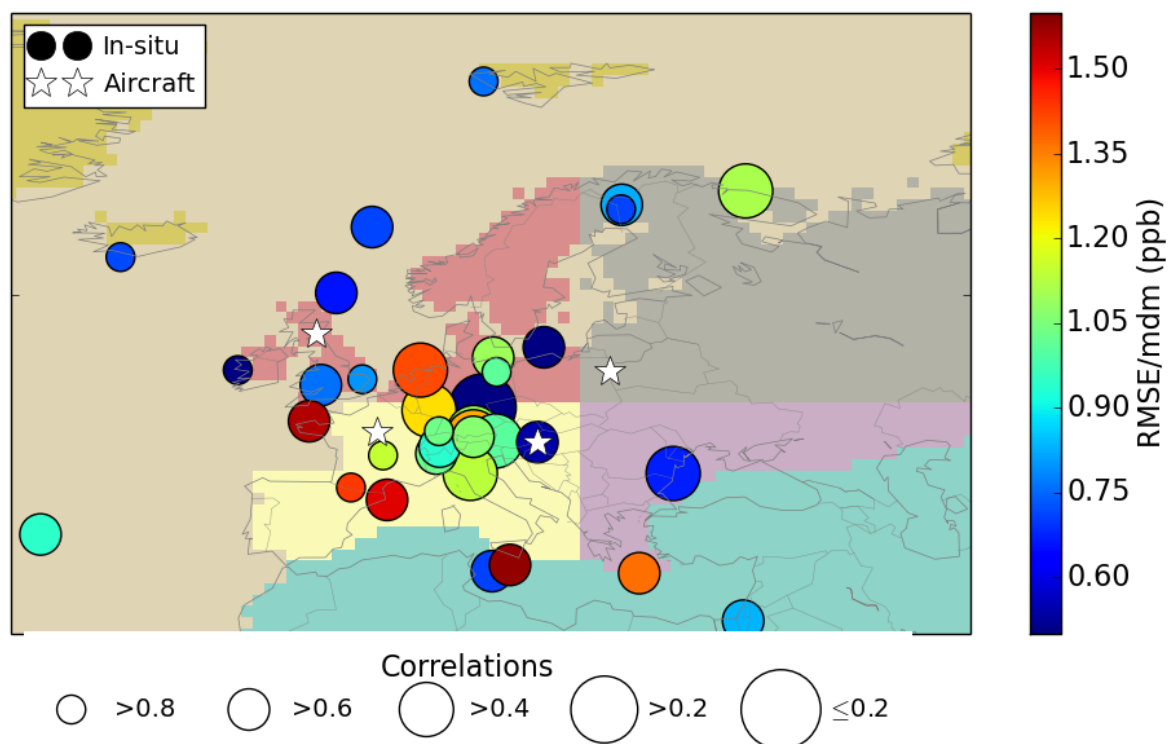 In-situ
Aircraft
1.50
1.35
1.20
1.05
0.90
0.75
0.60
RMSE/mdm (ppb)
Correlations
>0.8 >0.6 >0.4 >0.2 ≤0.2